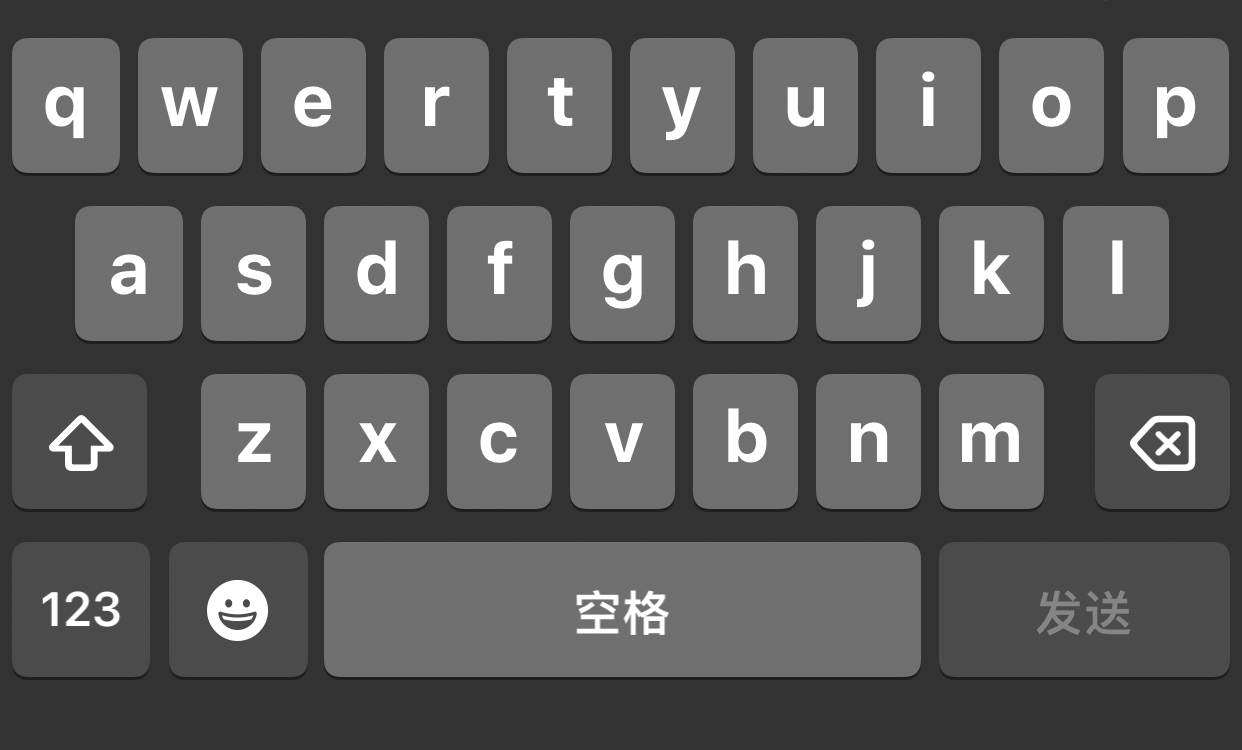 q w e r t y u i o p
a s d f g h j k l
z x c v b n m
123 空格 发送